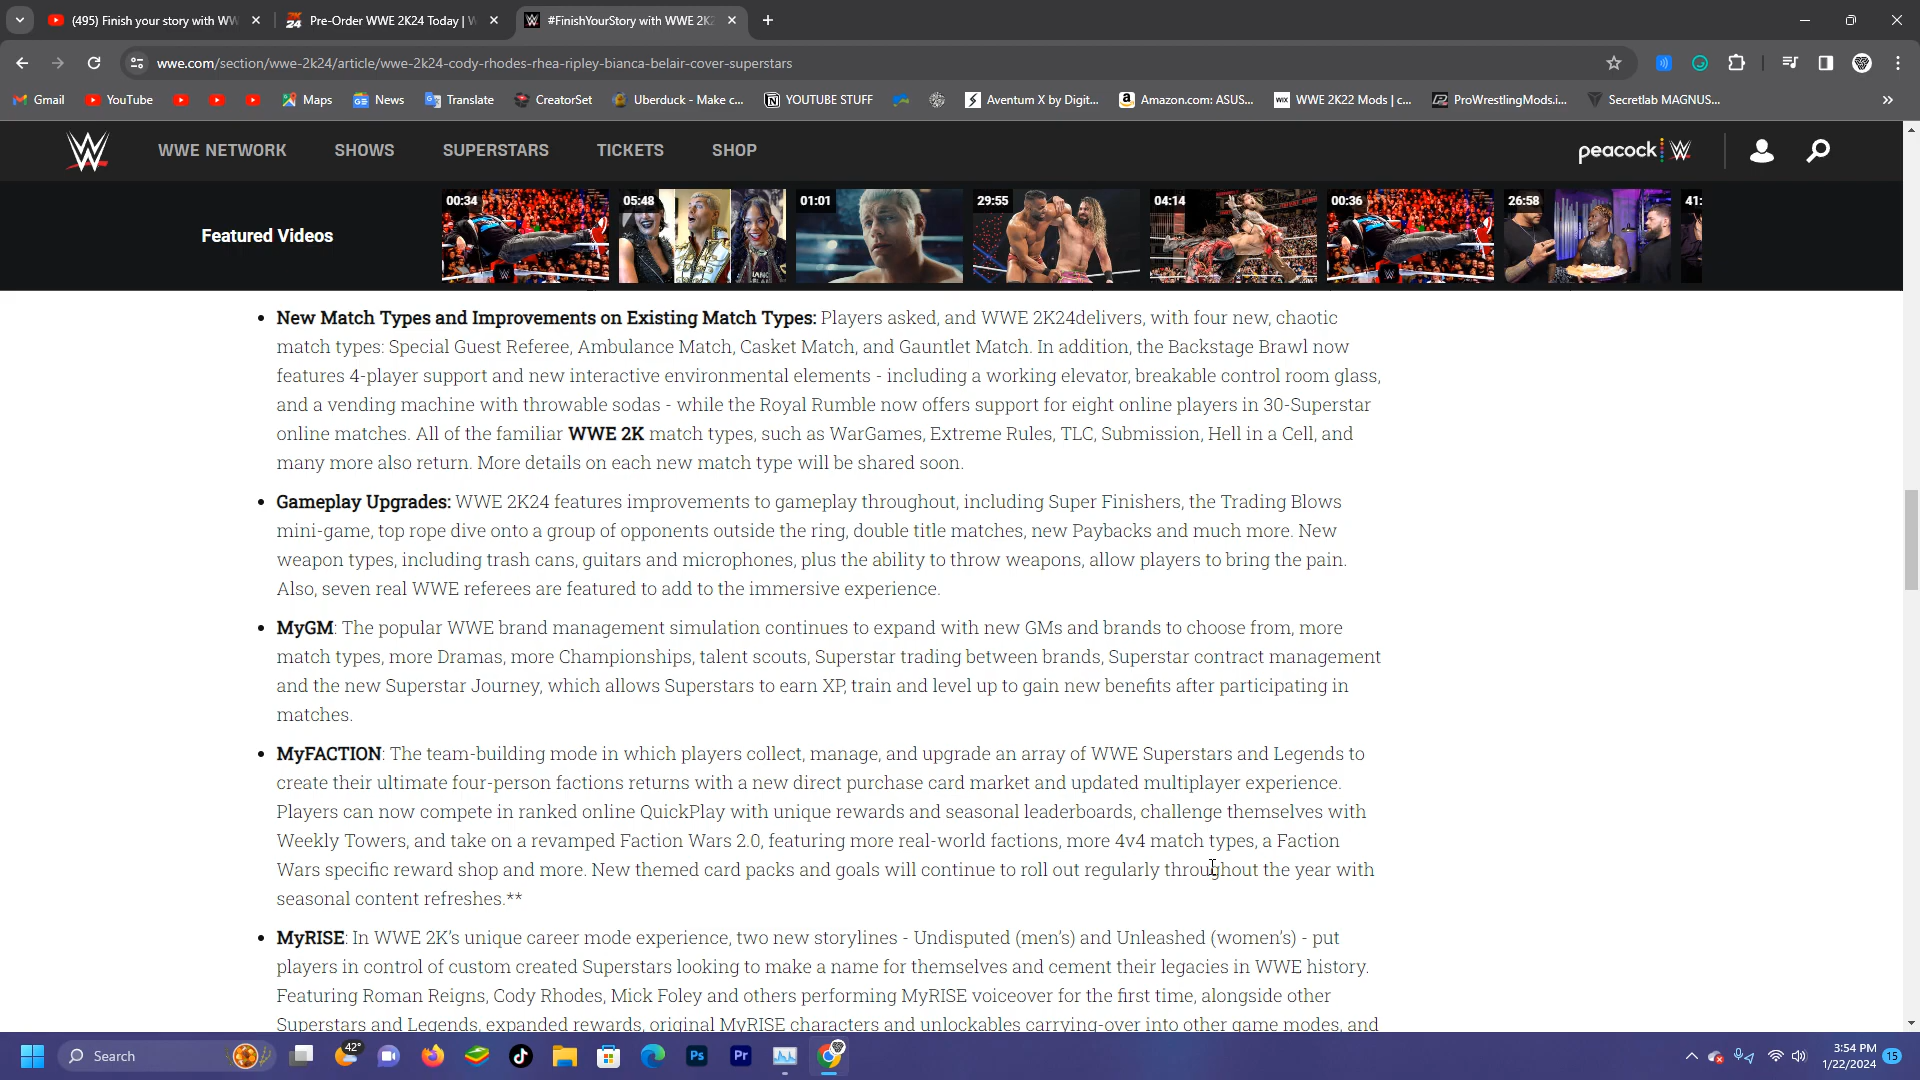 (495) Finish your story with WW
Pre-Order WWE 2K24 Today | W
#FinishYourStory with WWE 2K2
wwe.com/section/wwe-2k24/article/wwe-2k24-cody-rhodes-rhea-ripley-bianca-belair-cover-superstars
Gmail YouTube Maps News Translate CreatorSet Uberduck - Make c... YOUTUBE STUFF Aventum X by Digit... Amazon.com: ASUS... WWE 2K22 Mods | c... ProWrestlingMods.i... Secretlab MAGNUS...
WWE NETWORK SHOWS SUPERSTARS TICKETS SHOP peacock
Featured Videos
00:34 05:48 01:01 29:55 04:14 00:36 26:58 41:
• New Match Types and Improvements on Existing Match Types: Players asked, and WWE 2K24delivers, with four new, chaotic
match types: Special Guest Referee, Ambulance Match, Casket Match, and Gauntlet Match. In addition, the Backstage Brawl now
features 4-player support and new interactive environmental elements - including a working elevator, breakable control room glass,
and a vending machine with throwable sodas - while the Royal Rumble now offers support for eight online players in 30-Superstar
online matches. All of the familiar WWE 2K match types, such as WarGames, Extreme Rules, TLC, Submission, Hell in a Cell, and
many more also return. More details on each new match type will be shared soon.
• Gameplay Upgrades: WWE 2K24 features improvements to gameplay throughout, including Super Finishers, the Trading Blows
mini-game, top rope dive onto a group of opponents outside the ring, double title matches, new Paybacks and much more. New
weapon types, including trash cans, guitars and microphones, plus the ability to throw weapons, allow players to bring the pain.
Also, seven real WWE referees are featured to add to the immersive experience.
• MyGM: The popular WWE brand management simulation continues to expand with new GMs and brands to choose from, more
match types, more Dramas, more Championships, talent scouts, Superstar trading between brands, Superstar contract management
and the new Superstar Journey, which allows Superstars to earn XP, train and level up to gain new benefits after participating in
matches.
• MyFACTION: The team-building mode in which players collect, manage, and upgrade an array of WWE Superstars and Legends to
create their ultimate four-person factions returns with a new direct purchase card market and updated multiplayer experience.
Players can now compete in ranked online QuickPlay with unique rewards and seasonal leaderboards, challenge themselves with
Weekly Towers, and take on a revamped Faction Wars 2.0, featuring more real-world factions, more 4v4 match types, a Faction
Wars specific reward shop and more. New themed card packs and goals will continue to roll out regularly throughout the year with
seasonal content refreshes.**
• MyRISE: In WWE 2K's unique career mode experience, two new storylines - Undisputed (men's) and Unleashed (women's) - put
players in control of custom created Superstars looking to make a name for themselves and cement their legacies in WWE history.
Featuring Roman Reigns, Cody Rhodes, Mick Foley and others performing MyRISE voiceover for the first time, alongside other
Superstars and Legends, expanded rewards, original MyRISE characters and unlockables carrying-over into other game modes, and
Search 42° Ps Pr 3:54 PM
1/22/2024 15